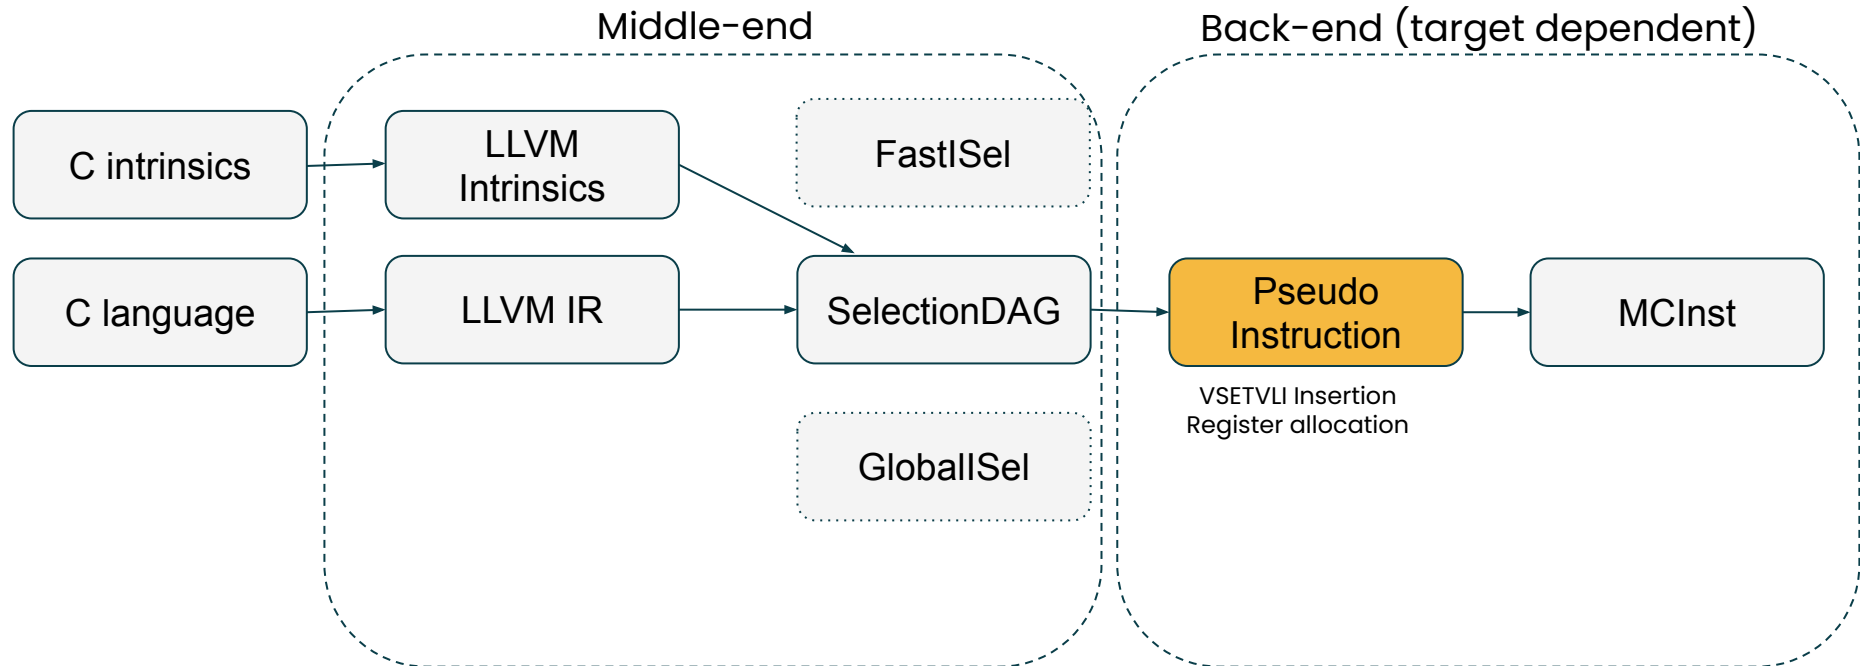 Middle-end
Back-end (target dependent)
C intrinsics
LLVM
Intrinsics
FastISel
C language
LLVM IR
SelectionDAG
Pseudo
Instruction
MCInst
VSETVLI Insertion
Register allocation
GlobalISel